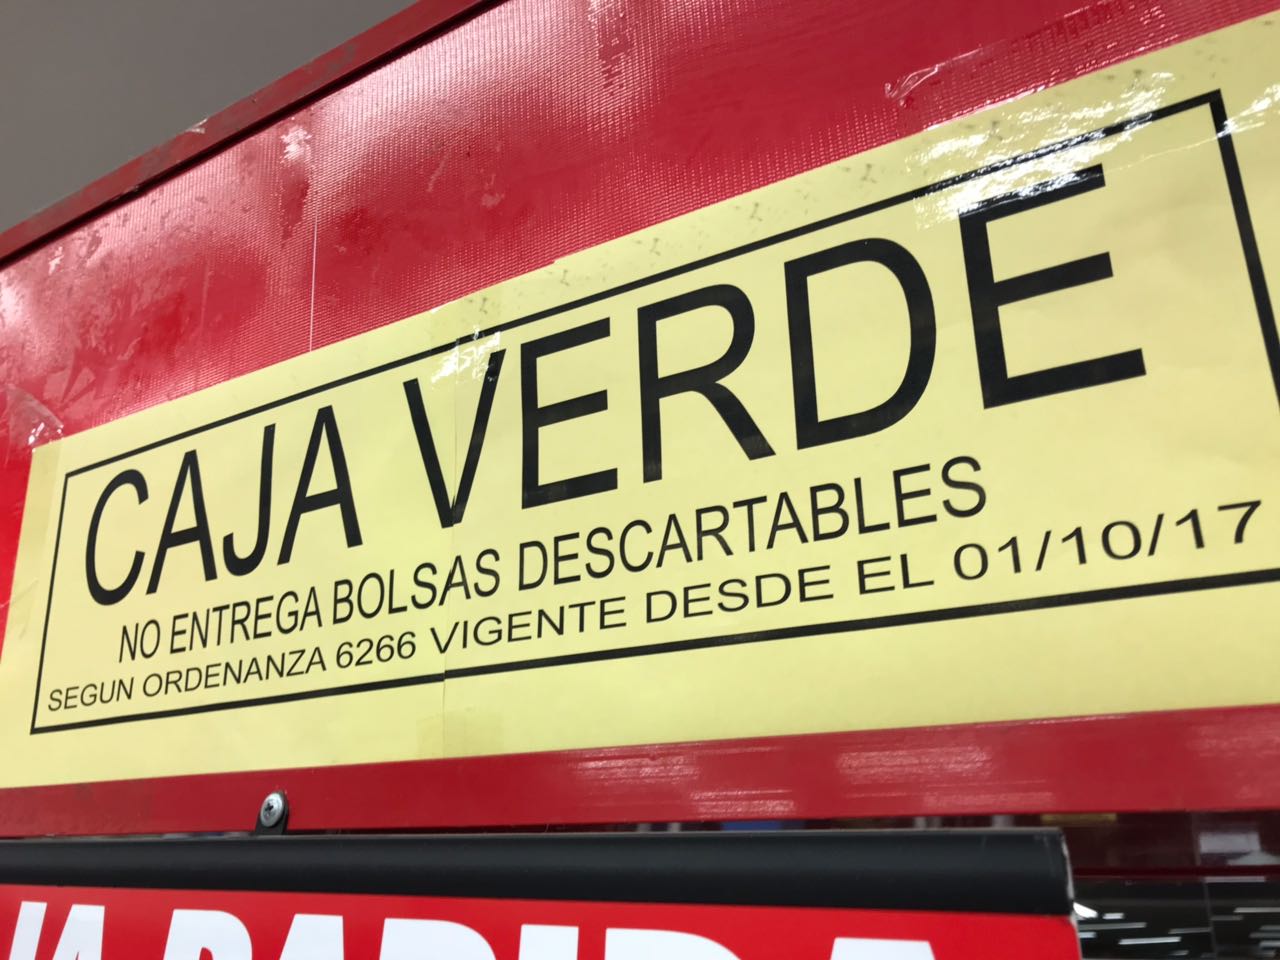 CAJA VERDE
NO ENTREGA BOLSAS DESCARTABLES
SEGUN ORDENANZA 6266 VIGENTE DESDE EL 01/10/17